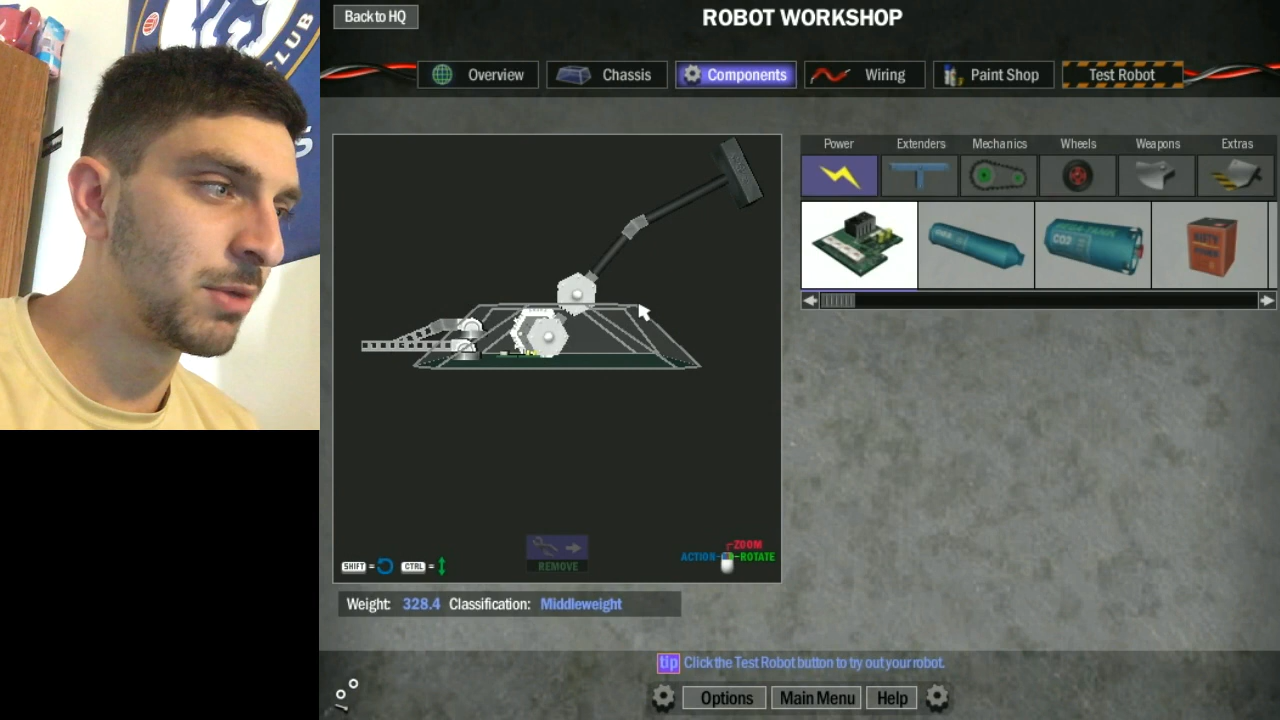 Back to HQ
ROBOT WORKSHOP
Overview
Chassis
Components
Wiring
Paint Shop
Test Robot
Power
Extenders
Mechanics
Wheels
Weapons
Extras
CLUB
CO2
ZOOM
ACTION
ROTATE
SHIFT =
CTRL =
REMOVE
Weight: 328.4 Classification: Middleweight
tip Click the Test Robot button to try out your robot.
Options
Main Menu
Help